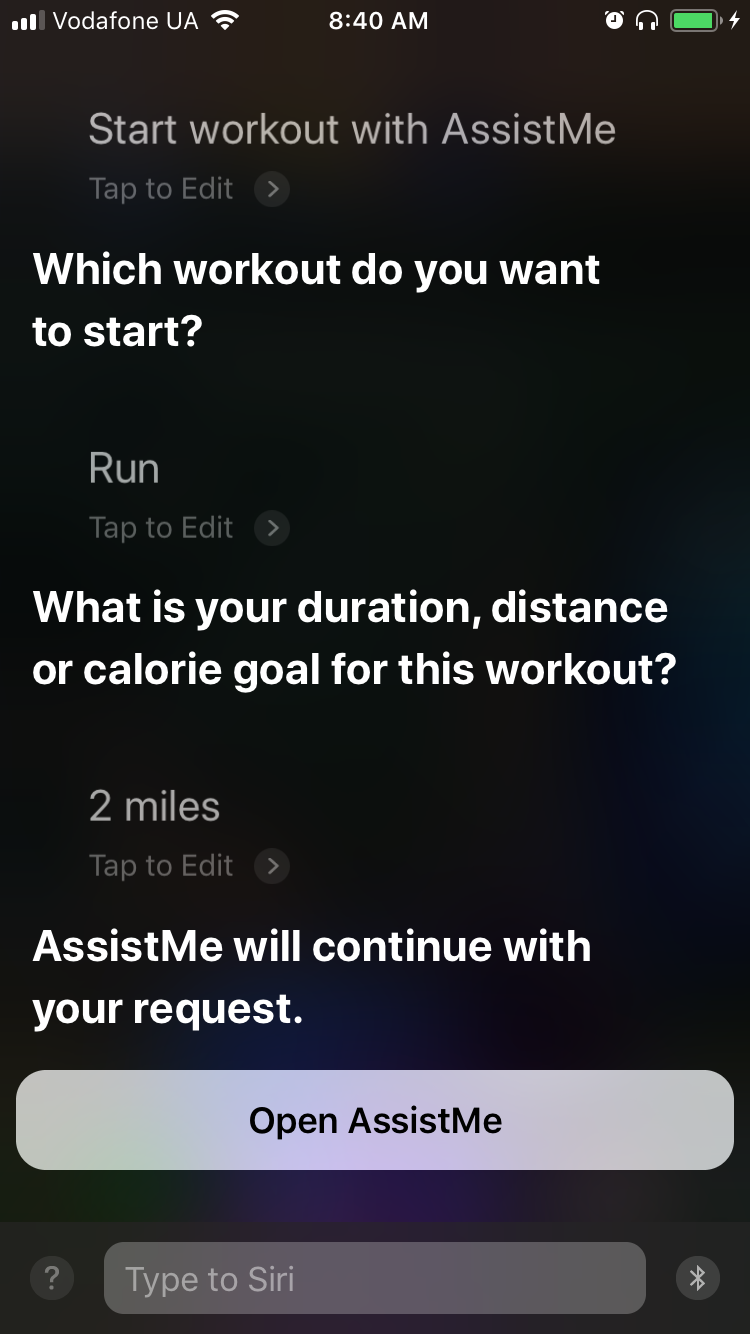 Vodafone UA 8:40 AM
Start workout with AssistMe
Tap to Edit
Which workout do you want
to start?
Run
Tap to Edit
What is your duration, distance
or calorie goal for this workout?
2 miles
Tap to Edit
AssistMe will continue with
your request.
Open AssistMe
? Type to Siri